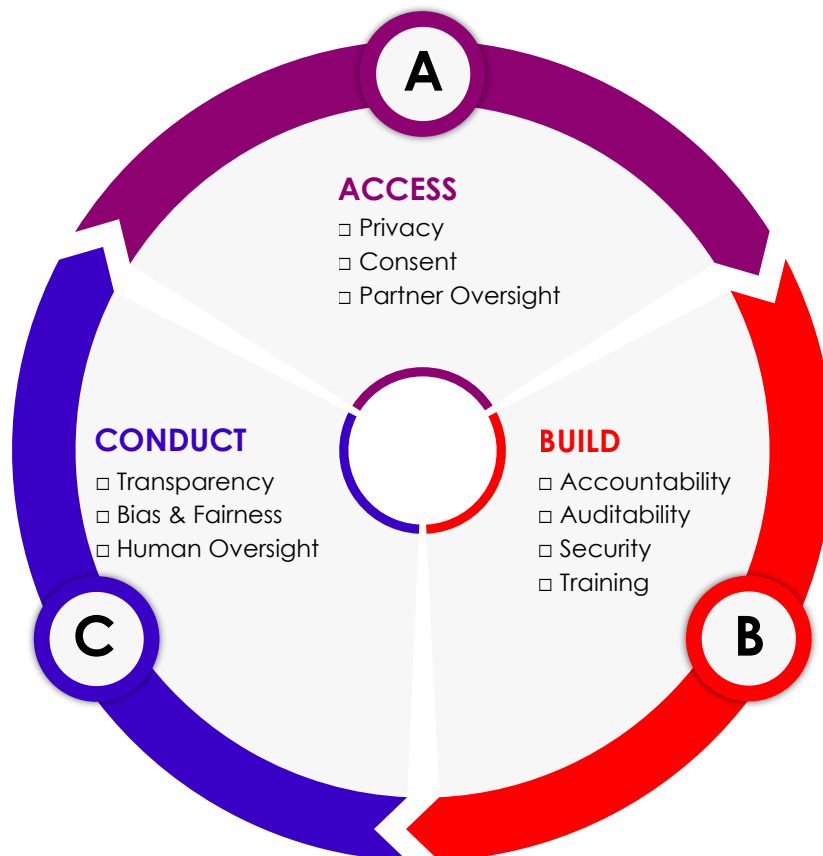 A
ACCESS
□ Privacy
□ Consent
□ Partner Oversight
BUILD
□ Accountability
□ Auditability
□ Security
□ Training
B
CONDUCT
□ Transparency
□ Bias & Fairness
□ Human Oversight
C